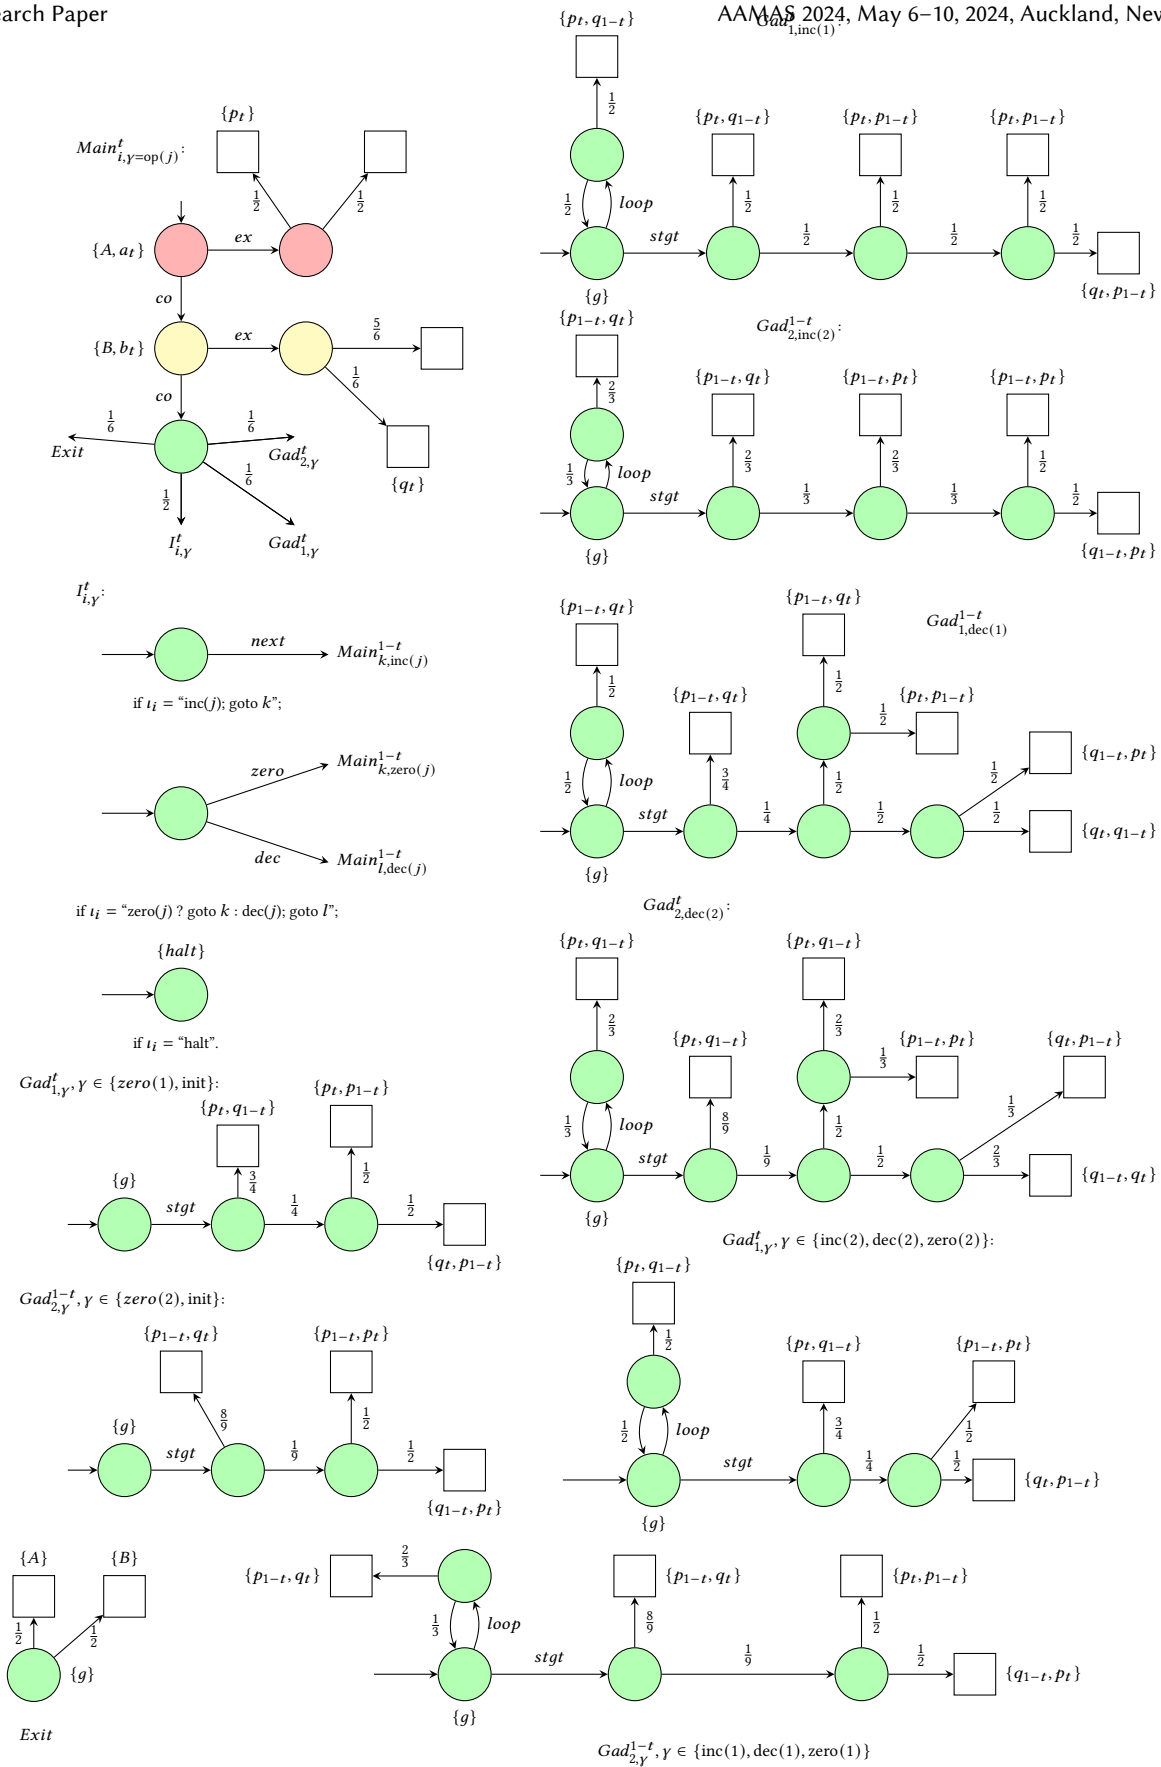 earch Paper
AAMAS 2024, May 6–10, 2024, Auckland, New
Main^t_{i,γ=op(j)}:
{p_t}
1/2
1/2
{A, a_t}
ex
co
{B, b_t}
ex
5/6
1/6
{q_t}
co
1/6
Exit
1/6
Gad^t_{2,γ}
1/6
Gad^t_{1,γ}
1/2
I^t_{i,γ}
I^t_{i,γ}:
next
Main^{1−t}_{k,inc(j)}
if ι_i = “inc(j); goto k”;
zero
Main^{1−t}_{k,zero(j)}
dec
Main^{1−t}_{l,dec(j)}
if ι_i = “zero(j) ? goto k : dec(j); goto l”;
{halt}
if ι_i = “halt”.
Gad^t_{1,γ}, γ ∈ {zero(1), init}:
{p_t, p_{1−t}}
{p_t, q_{1−t}}
{g}
stgt
3/4
1/4
1/2
1/2
{q_t, p_{1−t}}
Gad^{1−t}_{2,γ}, γ ∈ {zero(2), init}:
{p_{1−t}, q_t}
{p_{1−t}, p_t}
{g}
stgt
8/9
1/9
1/2
1/2
{q_{1−t}, p_t}
{A}
{B}
1/2
1/2
{g}
Exit
1,inc(1):
{p_t, q_{1−t}}
1/2
1/2
loop
{g}
stgt
{p_t, q_{1−t}}
1/2
1/2
{p_t, p_{1−t}}
1/2
1/2
{p_t, p_{1−t}}
1/2
1/2
{q_t, p_{1−t}}
Gad^{1−t}_{2,inc(2)}:
{p_{1−t}, q_t}
2/3
1/3
loop
{g}
stgt
{p_{1−t}, q_t}
2/3
1/3
{p_{1−t}, p_t}
2/3
1/3
{p_{1−t}, p_t}
1/2
1/2
{q_{1−t}, p_t}
Gad^{1−t}_{1,dec(1)}
{p_{1−t}, q_t}
1/2
1/2
loop
{g}
stgt
{p_{1−t}, q_t}
3/4
1/4
{p_{1−t}, q_t}
1/2
1/2
{p_t, p_{1−t}}
1/2
1/2
1/2
{q_{1−t}, p_t}
1/2
{q_t, q_{1−t}}
Gad^t_{2,dec(2)}:
{p_t, q_{1−t}}
2/3
1/3
loop
{g}
stgt
{p_t, q_{1−t}}
8/9
1/9
{p_t, q_{1−t}}
2/3
1/3
{p_{1−t}, p_t}
1/2
1/2
1/3
{q_t, p_{1−t}}
2/3
{q_{1−t}, q_t}
Gad^t_{1,γ}, γ ∈ {inc(2), dec(2), zero(2)}:
{p_t, q_{1−t}}
1/2
1/2
loop
{g}
stgt
{p_t, q_{1−t}}
3/4
1/4
{p_{1−t}, p_t}
1/2
1/2
{q_t, p_{1−t}}
{p_{1−t}, q_t}
2/3
1/3
loop
{g}
stgt
{p_{1−t}, q_t}
8/9
1/9
{p_t, p_{1−t}}
1/2
1/2
{q_{1−t}, p_t}
Gad^{1−t}_{2,γ}, γ ∈ {inc(1), dec(1), zero(1)}